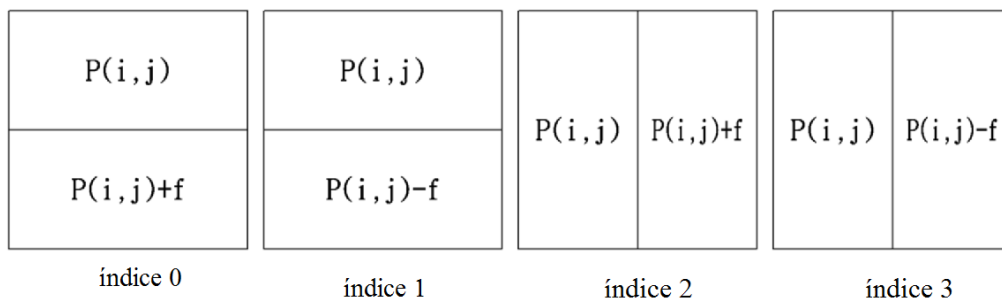 P(i,j)
P(i,j)+f
índice 0
P(i,j)
P(i,j)-f
índice 1
P(i,j) P(i,j)+f
índice 2
P(i,j) P(i,j)-f
índice 3